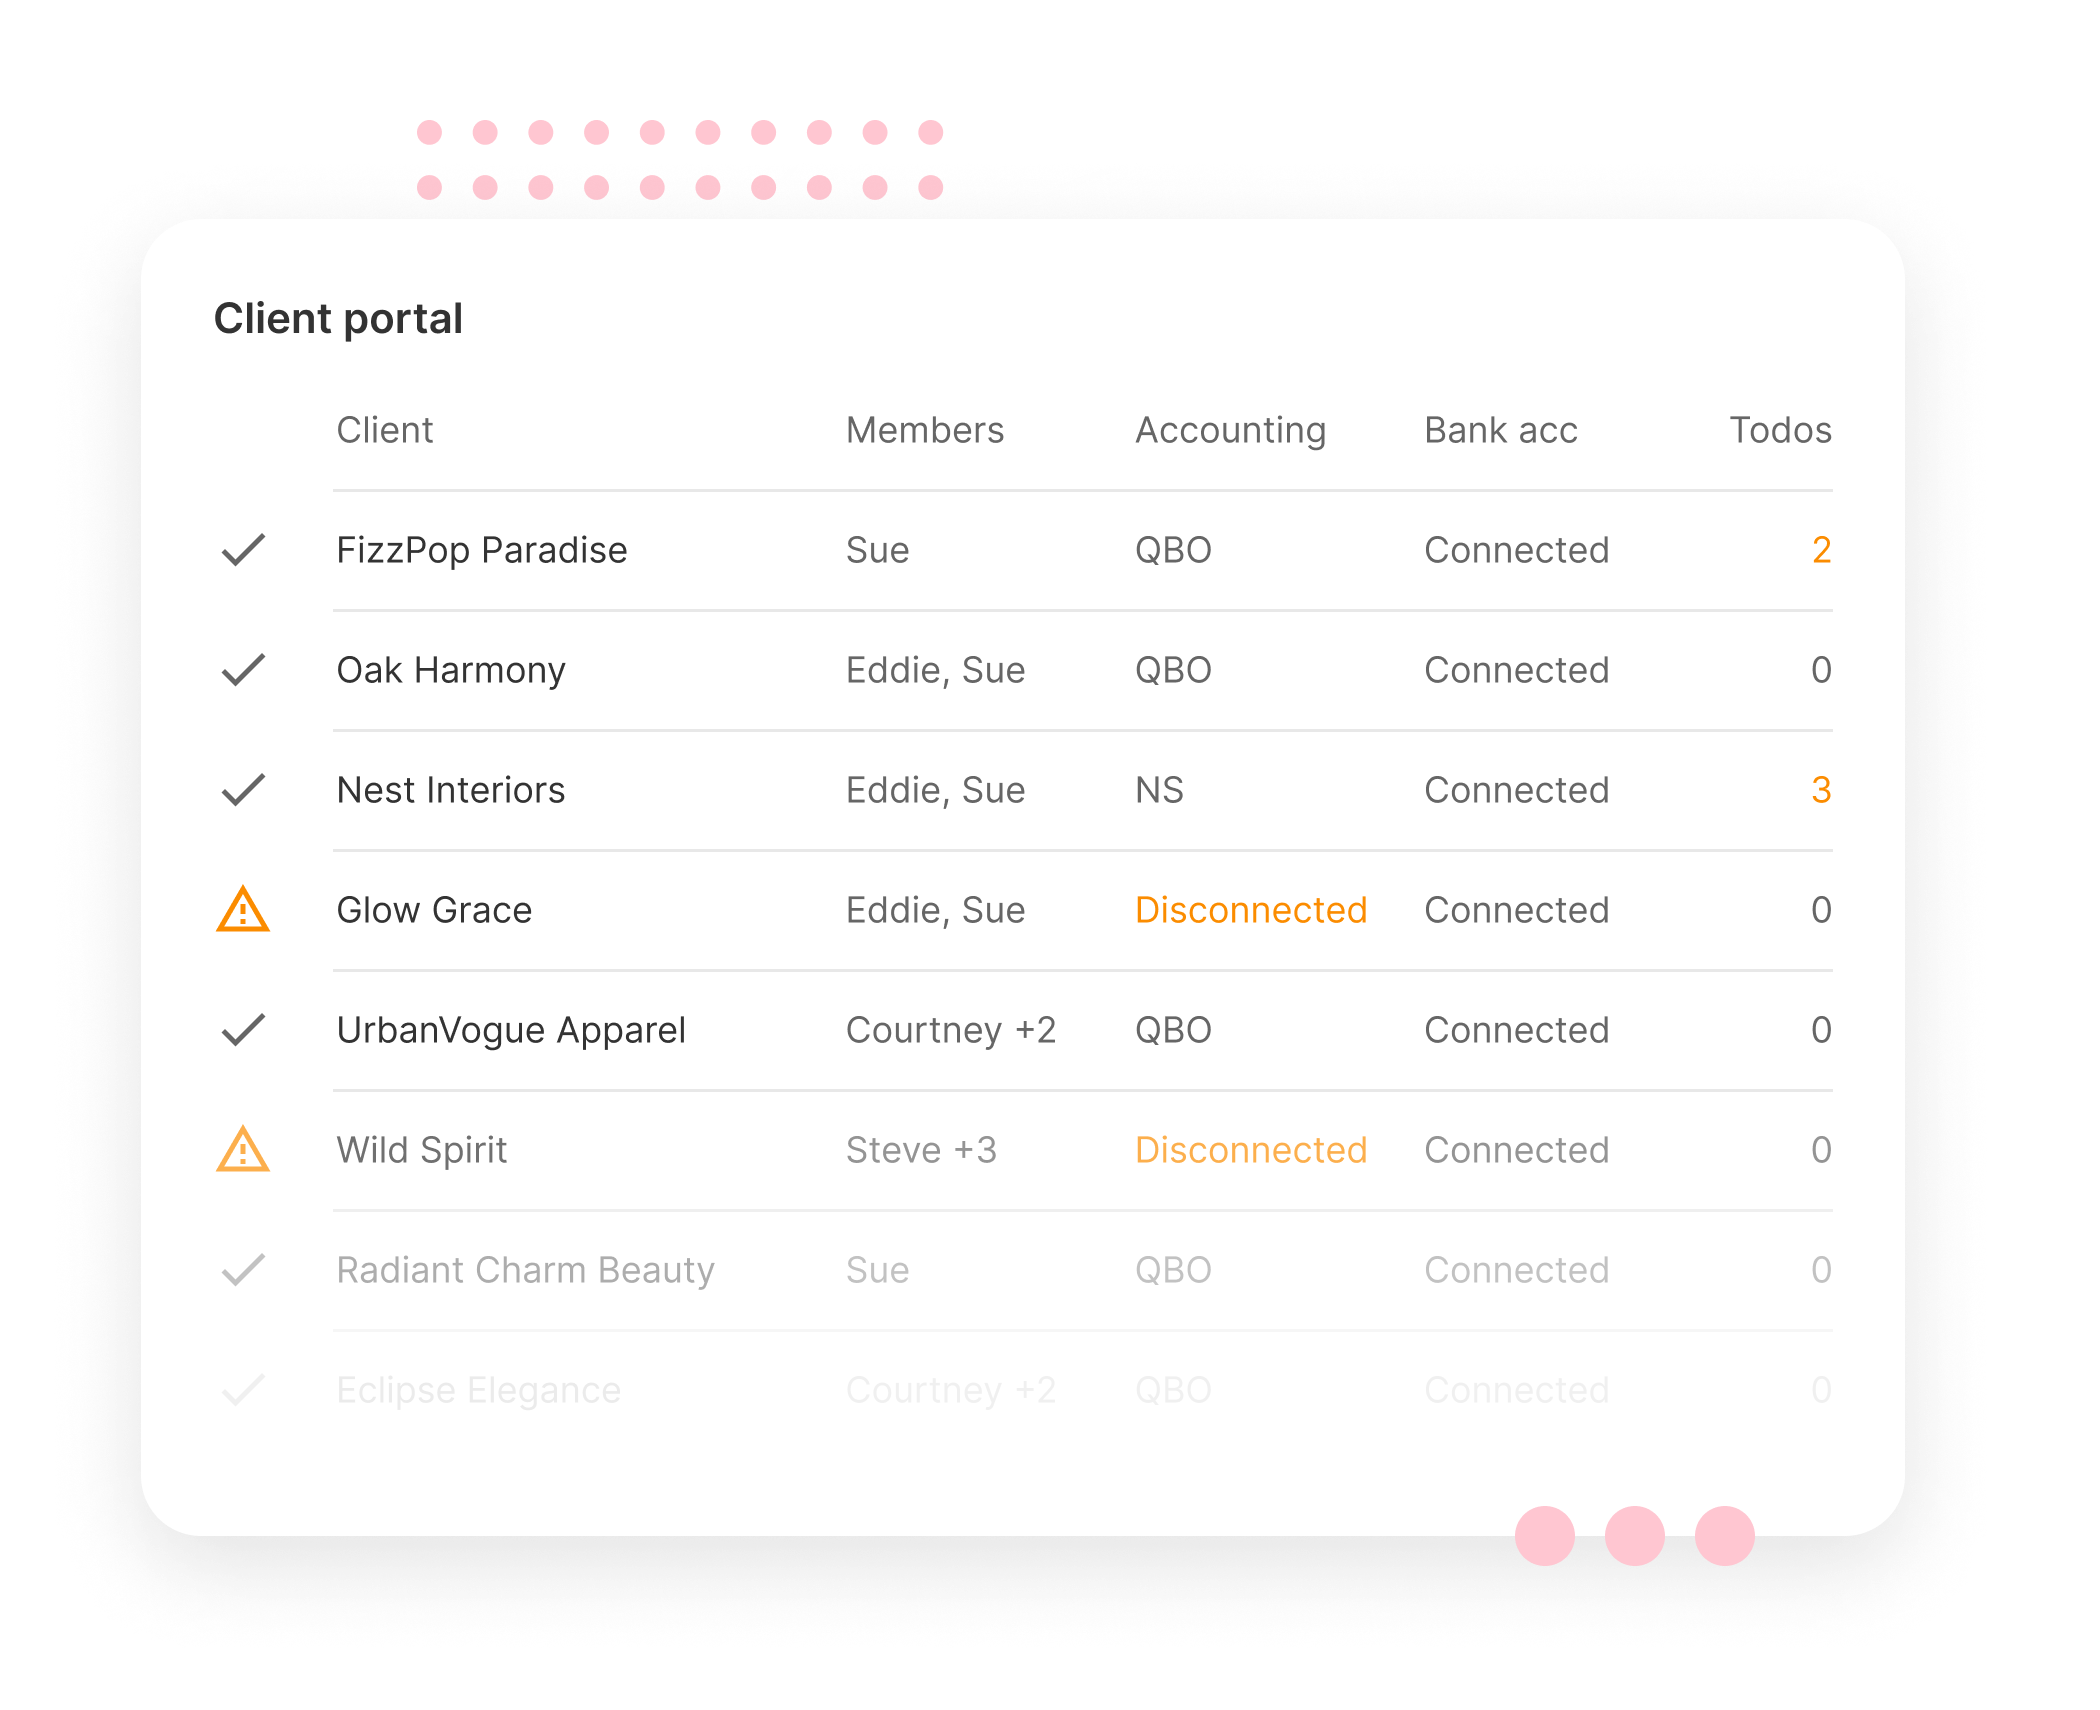 Client portal
Client Members Accounting Bank acc Todos
FizzPop Paradise Sue QBO Connected 2
Oak Harmony Eddie, Sue QBO Connected 0
Nest Interiors Eddie, Sue NS Connected 3
Glow Grace Eddie, Sue Disconnected Connected 0
UrbanVogue Apparel Courtney +2 QBO Connected 0
Wild Spirit Steve +3 Disconnected Connected 0
Radiant Charm Beauty Sue QBO Connected 0
Eclipse Elegance Courtney +2 QBO Connected 0